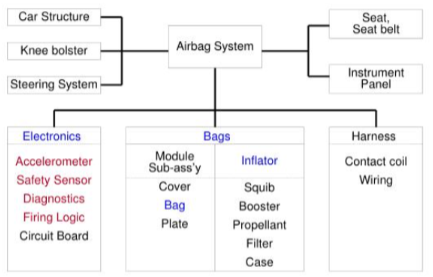 Car Structure
Knee bolster
Steering System
Airbag System
Seat,
Seat belt
Instrument
Panel
Electronics
Accelerometer
Safety Sensor
Diagnostics
Firing Logic
Circuit Board
Bags
Module
Sub-ass'y
Cover
Bag
Plate
Inflator
Squib
Booster
Propellant
Filter
Case
Harness
Contact coil
Wiring